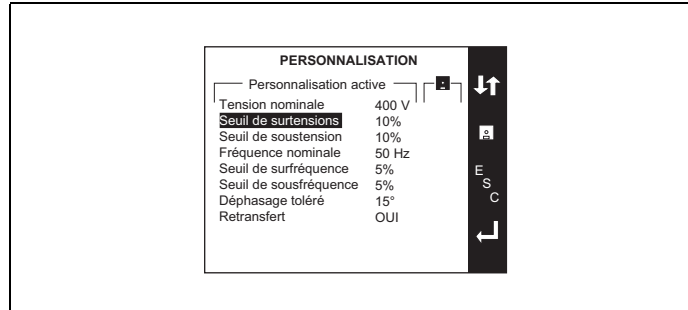 PERSONNALISATION
Personnalisation active
Tension nominale 400 V
Seuil de surtensions 10%
Seuil de soustension 10%
Fréquence nominale 50 Hz
Seuil de surfréquence 5%
Seuil de sousfréquence 5%
Déphasage toléré 15°
Retransfert OUI
ESC